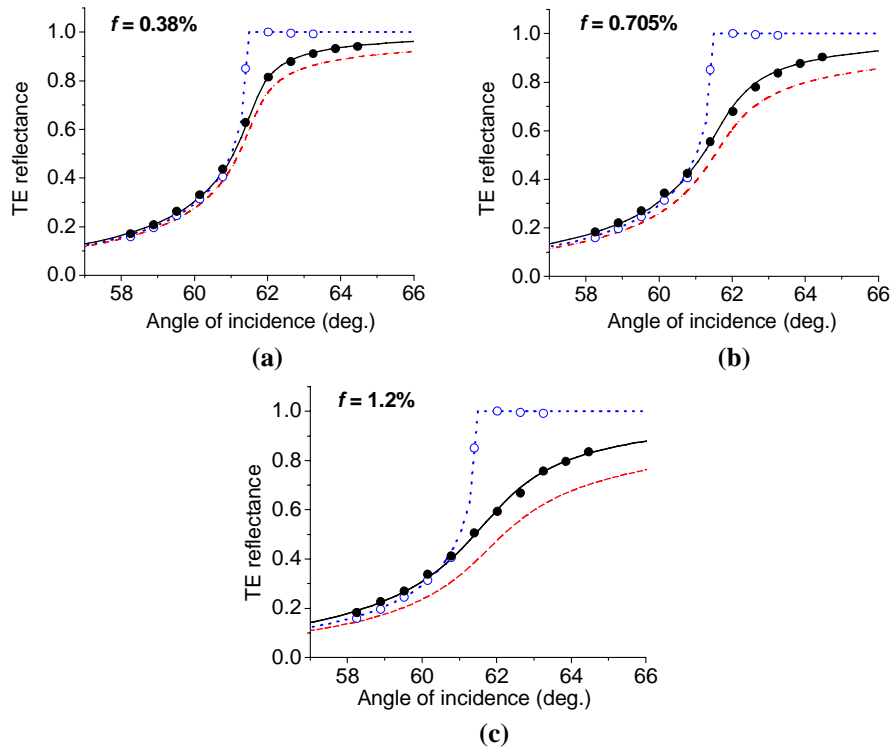 f = 0.38%
TE reflectance
1.0
0.8
0.6
0.4
0.2
0.0
58 60 62 64 66
Angle of incidence (deg.)
(a)
f = 0.705%
TE reflectance
1.0
0.8
0.6
0.4
0.2
0.0
58 60 62 64 66
Angle of incidence (deg.)
(b)
f = 1.2%
TE reflectance
1.0
0.8
0.6
0.4
0.2
0.0
58 60 62 64 66
Angle of incidence (deg.)
(c)